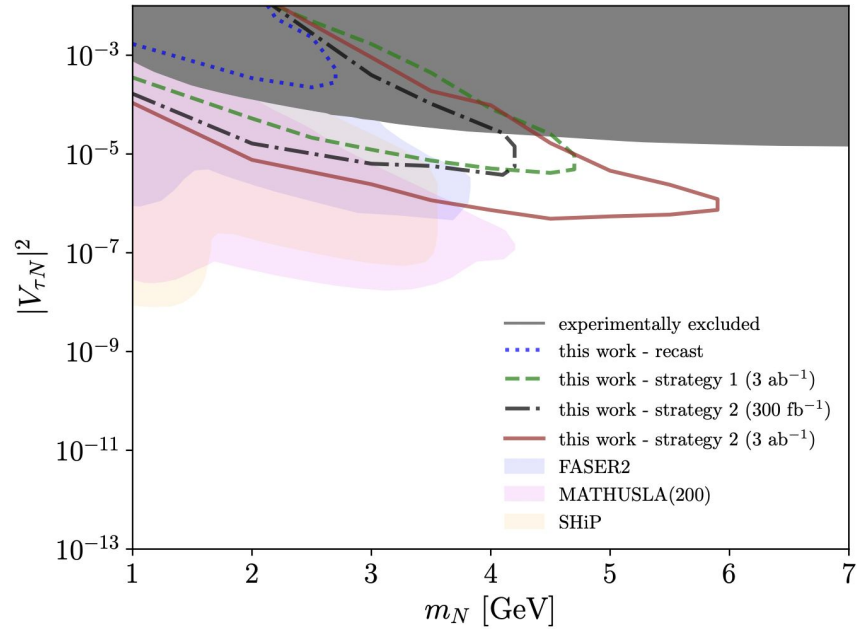 10⁻³
10⁻⁵
10⁻⁷
10⁻⁹
10⁻¹¹
10⁻¹³
|V_{τN}|²
experimentally excluded
this work - recast
this work - strategy 1 (3 ab⁻¹)
this work - strategy 2 (300 fb⁻¹)
this work - strategy 2 (3 ab⁻¹)
FASER2
MATHUSLA(200)
SHiP
1 2 3 4 5 6 7
m_N [GeV]